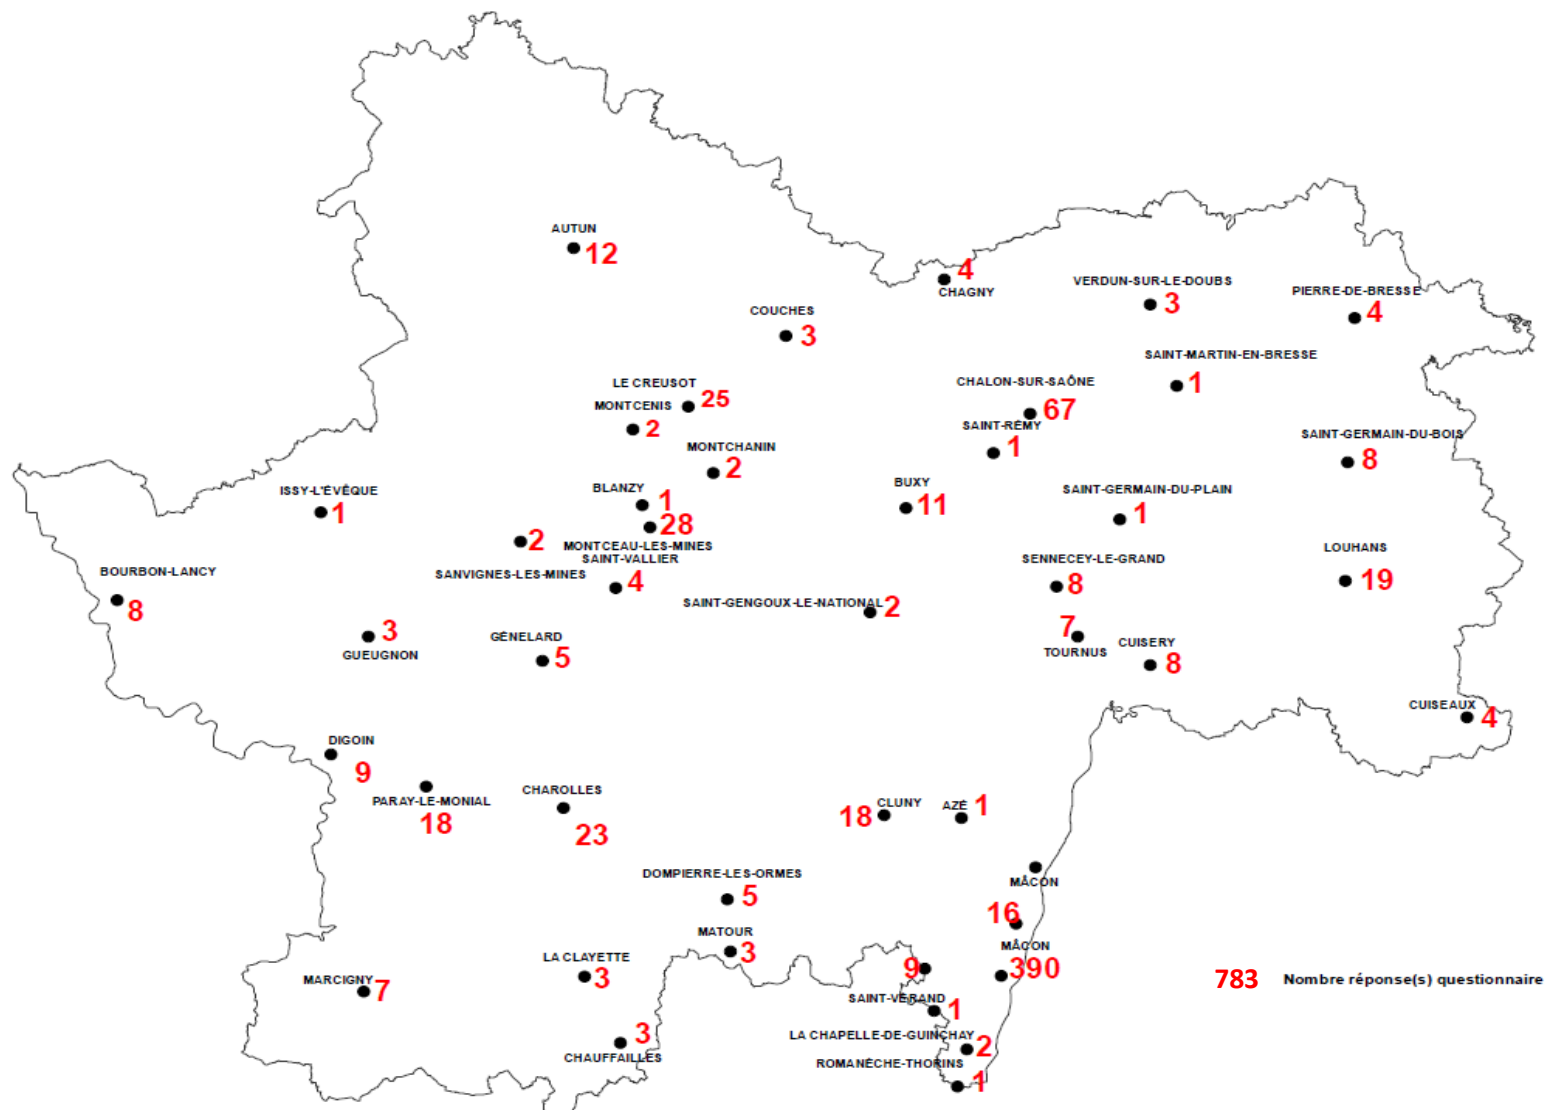 AUTUN
12
4
CHAGNY
VERDUN-SUR-LE-DOUBS
3
PIERRE-DE-BRESSE
4
COUCHES
3
SAINT-MARTIN-EN-BRESSE
1
LE CREUSOT
25
CHALON-SUR-SAÔNE
67
MONTCENIS
2
SAINT-RÉMY
1
MONTCHANIN
2
SAINT-GERMAIN-DU-BOIS
8
ISSY-L'ÉVÊQUE
1
BLANZY
1
BUXY
11
SAINT-GERMAIN-DU-PLAIN
1
28
MONTCEAU-LES-MINES
2
SANVIGNES-LES-MINES
SAINT-VALLIER
4
LOUHANS
19
BOURBON-LANCY
8
SENNECEY-LE-GRAND
8
SAINT-GENGOUX-LE-NATIONAL
2
3
GUEUGNON
GÉNELARD
5
7
TOURNUS
CUISERY
8
CUISEAUX
4
DIGOIN
9
PARAY-LE-MONIAL
18
CHAROLLES
23
CLUNY
18
AZÉ
1
DOMPIERRE-LES-ORMES
5
MÂCON
16
MATOUR
3
MÂCON
390
LA CLAYETTE
3
9
MARCIGNY
7
SAINT-VÉRAND
1
783 Nombre réponse(s) questionnaire
3
CHAUFFAILLES
LA CHAPELLE-DE-GUINCHAY
2
ROMANÈCHE-THORINS
1